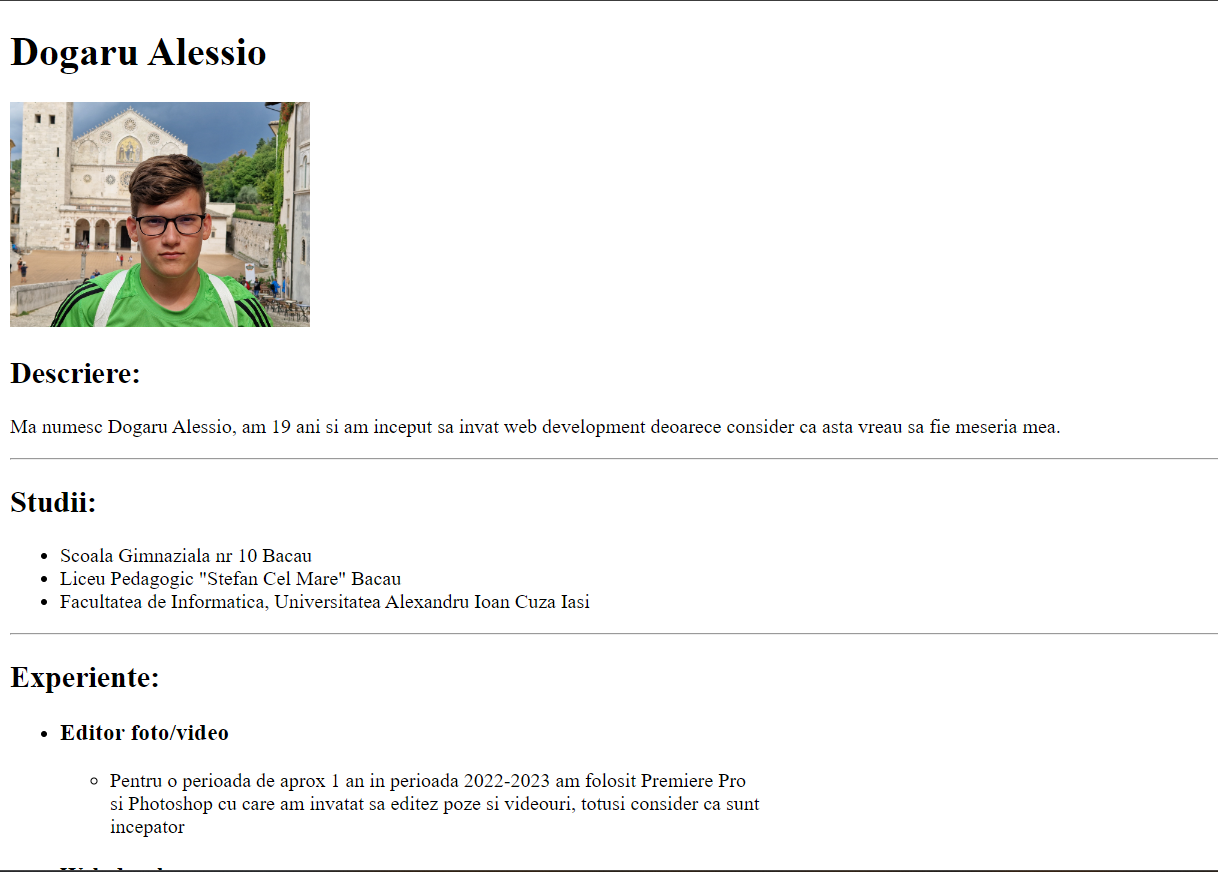 Dogaru Alessio
Descriere:
Ma numesc Dogaru Alessio, am 19 ani si am inceput sa invat web development deoarece consider ca asta vreau sa fie meseria mea.
Studii:
Scoala Gimnaziala nr 10 Bacau
Liceu Pedagogic "Stefan Cel Mare" Bacau
Facultatea de Informatica, Universitatea Alexandru Ioan Cuza Iasi
Experiente:
Editor foto/video
Pentru o perioada de aprox 1 an in perioada 2022-2023 am folosit Premiere Pro
si Photoshop cu care am invatat sa editez poze si videouri, totusi consider ca sunt
incepator